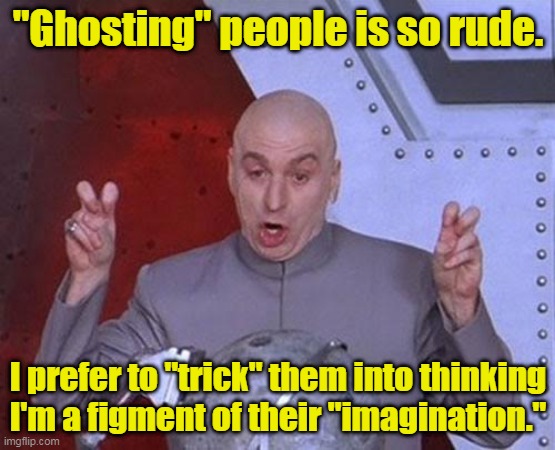 "Ghosting" people is so rude.
I prefer to "trick" them into thinking
I'm a figment of their "imagination."
imgflip.com